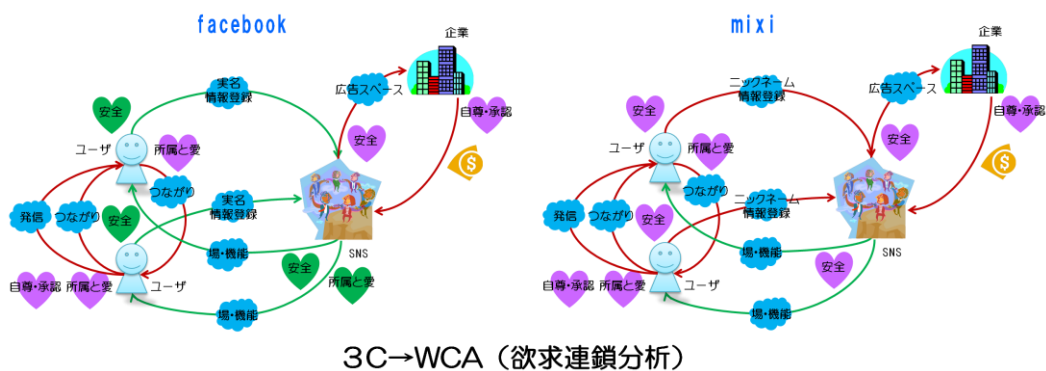 facebook
企業
実名
情報登録
広告スペース
安全
自尊・承認
安全
ユーザ
所属と愛
$
つながり
実名
情報登録
発信
つながり
安全
場・機能
SNS
安全
自尊・承認
所属と愛
ユーザ
所属と愛
場・機能
mixi
企業
ニックネーム
情報登録
広告スペース
安全
自尊・承認
安全
ユーザ
所属と愛
$
つながり
ニックネーム
情報登録
発信
つながり
安全
場・機能
SNS
安全
自尊・承認
所属と愛
ユーザ
場・機能
3C→WCA（欲求連鎖分析）